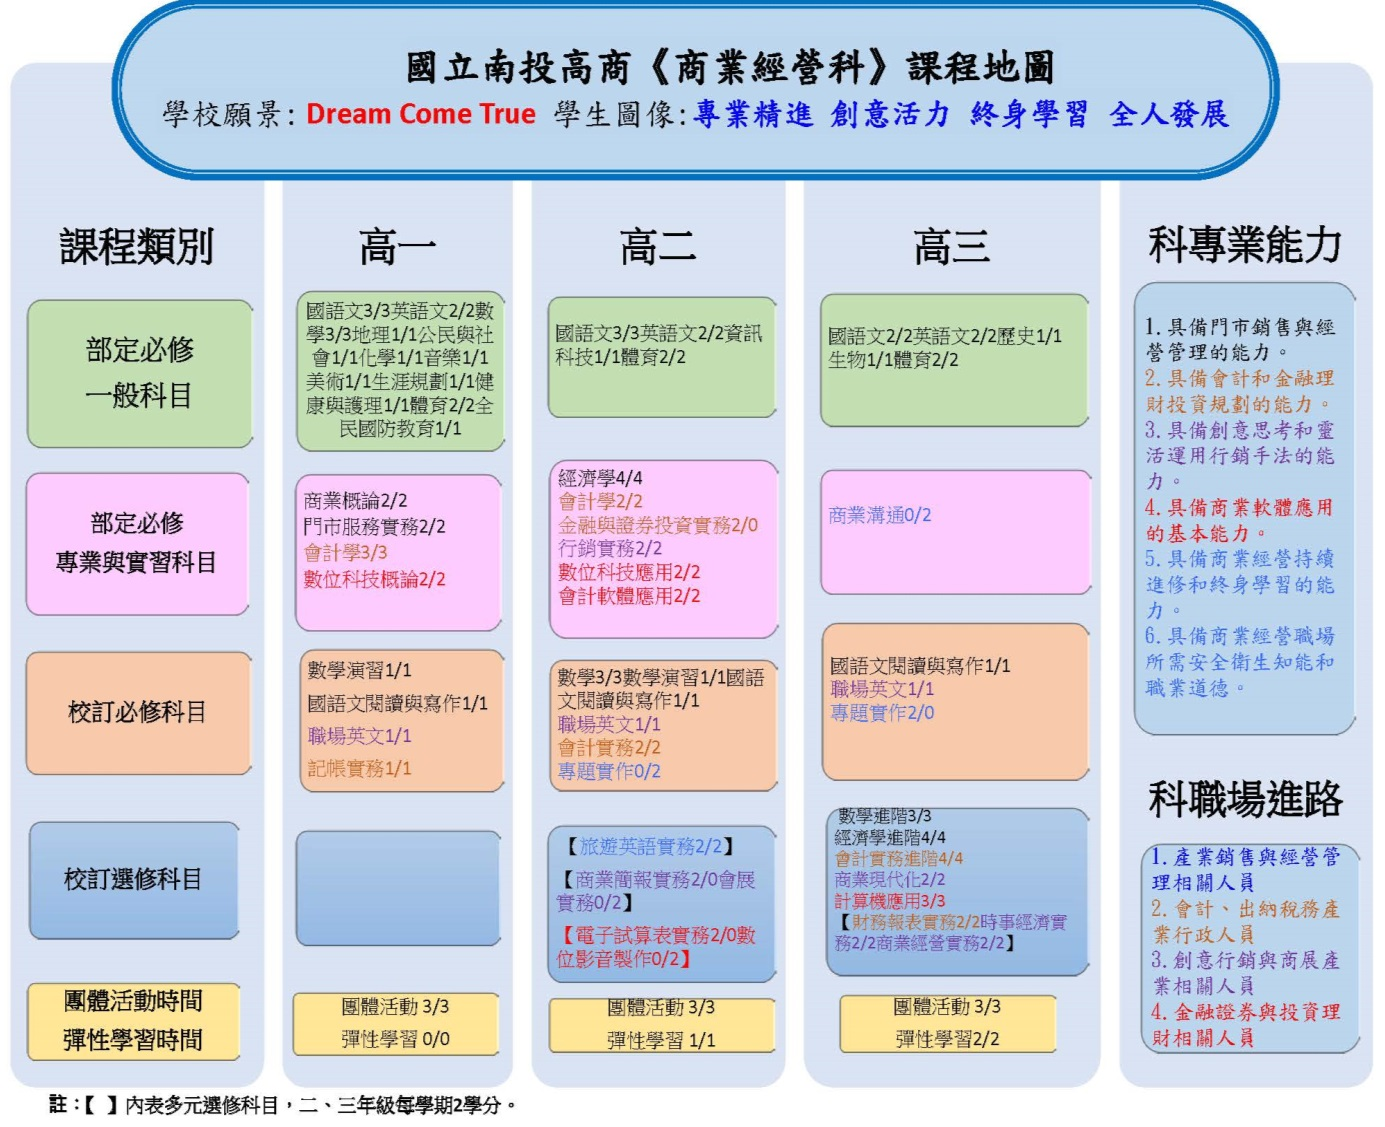 國立南投高商《商業經營科》課程地圖
學校願景: Dream Come True 學生圖像:專業精進 創意活力 終身學習 全人發展
課程類別
高一
高二
高三
科專業能力
部定必修
一般科目
國語文3/3英語文2/2數
學3/3地理1/1公民與社
會1/1化學1/1音樂1/1
美術1/1生涯規劃1/1健
康與護理1/1體育2/2全
民國防教育1/1
國語文3/3英語文2/2資訊
科技1/1體育2/2
國語文2/2英語文2/2歷史1/1
生物1/1體育2/2
部定必修
專業與實習科目
商業概論2/2
門市服務實務2/2
會計學3/3
數位科技概論2/2
經濟學4/4
會計學2/2
金融與證券投資實務2/0
行銷實務2/2
數位科技應用2/2
會計軟體應用2/2
商業溝通0/2
校訂必修科目
數學演習1/1
國語文閱讀與寫作1/1
職場英文1/1
記帳實務1/1
數學3/3數學演習1/1國語
文閱讀與寫作1/1
職場英文1/1
會計實務2/2
專題實作0/2
國語文閱讀與寫作1/1
職場英文1/1
專題實作2/0
校訂選修科目
【旅遊英語實務2/2】
【商業簡報實務2/0會展
實務0/2】
【電子試算表實務2/0數
位影音製作0/2】
數學進階3/3
經濟學進階4/4
會計實務進階4/4
商業現代化2/2
計算機應用3/3
【財務報表實務2/2時事經濟實
務2/2商業經營實務2/2】
團體活動時間
彈性學習時間
團體活動 3/3
彈性學習 0/0
團體活動 3/3
彈性學習 1/1
團體活動 3/3
彈性學習2/2
1.具備門市銷售與經
營管理的能力。
2.具備會計和金融理
財投資規劃的能力。
3.具備創意思考和靈
活運用行銷手法的能
力。
4.具備商業軟體應用
的基本能力。
5.具備商業經營持續
進修和終身學習的能
力。
6.具備商業經營職場
所需安全衛生知能和
職業道德。
科職場進路
1.產業銷售與經營管
理相關人員
2.會計、出納稅務產
業行政人員
3.創意行銷與商展產
業相關人員
4.金融證券與投資理
財相關人員
註：【 】內表多元選修科目，二、三年級每學期2學分。